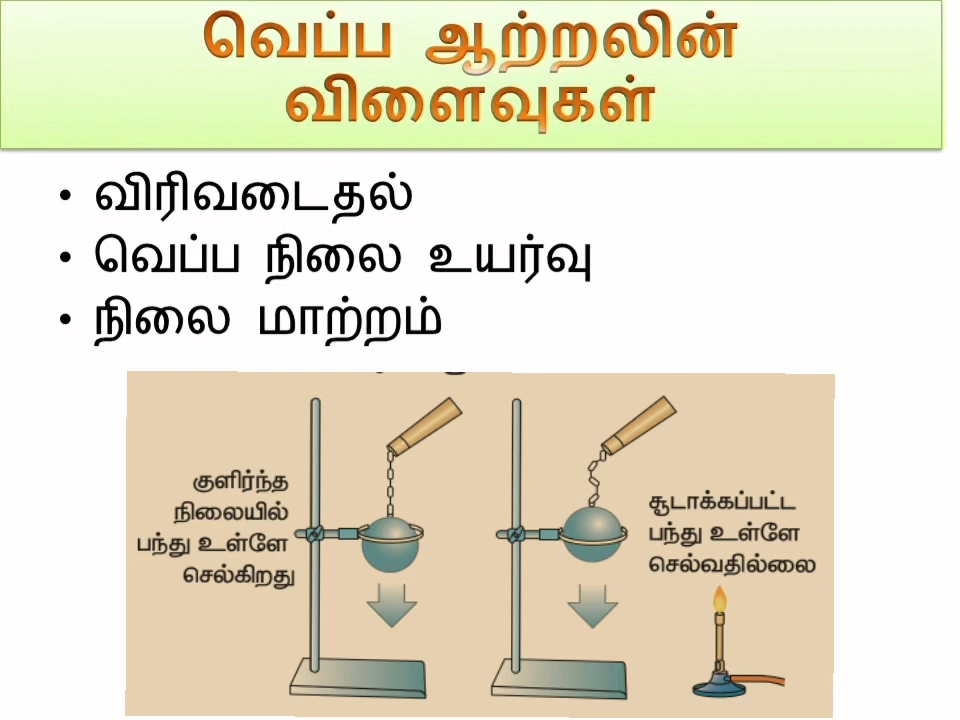 வெப்ப ஆற்றலின்
விளைவுகள்
• விரிவடைதல்
• வெப்ப நிலை உயர்வு
• நிலை மாற்றம்
குளிர்ந்த
நிலையில்
பந்து உள்ளே
செல்கிறது
சூடாக்கப்பட்ட
பந்து உள்ளே
செல்வதில்லை